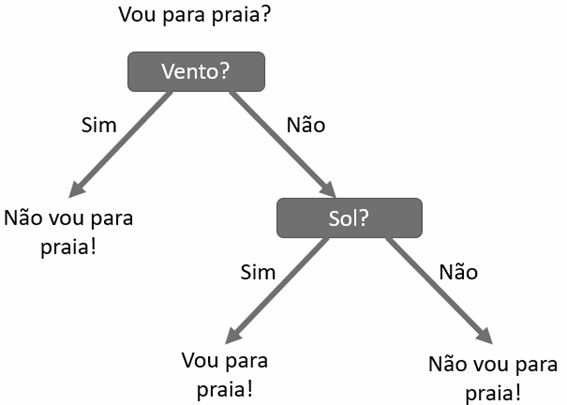 Vou para praia?
Vento?
Sim
Não
Não vou para
praia!
Sol?
Sim
Não
Vou para
praia!
Não vou para
praia!